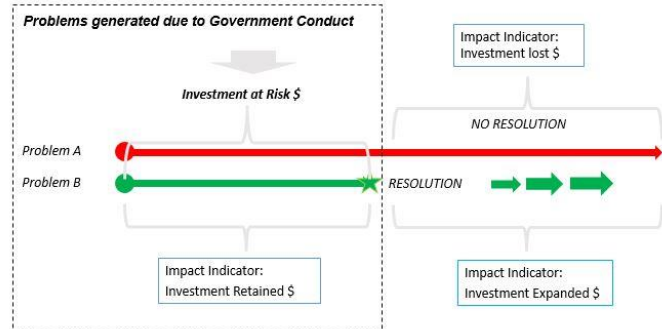 Problems generated due to Government Conduct
Impact Indicator:
Investment lost $
Investment at Risk $
NO RESOLUTION
Problem A
Problem B
RESOLUTION
Impact Indicator:
Investment Retained $
Impact Indicator:
Investment Expanded $